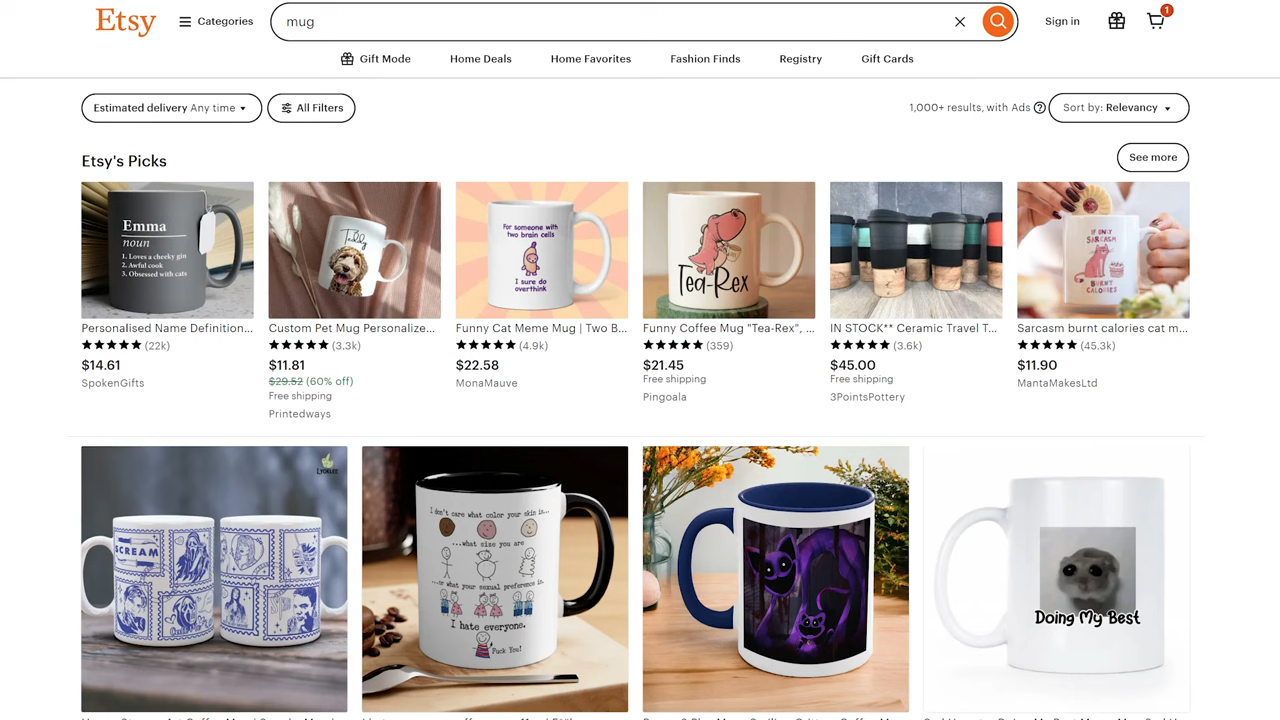 Etsy
Categories
mug
Sign in
1
Gift Mode
Home Deals
Home Favorites
Fashion Finds
Registry
Gift Cards
Estimated delivery Any time
All Filters
1,000+ results, with Ads
Sort by: Relevancy
Etsy's Picks
See more
Emma
noun
1. Loves a cheeky gin
2. Awful cook
3. Obsessed with cats
Teddy
For someone with
two brain cells
I sure do
overthink
Tea-Rex
IF ONLY
SARCASM
BURNT
CALORIES
Personalised Name Definition...
(22k)
$14.61
SpokenGifts
Custom Pet Mug Personalize...
(3.3k)
$11.81
$29.52 (60% off)
Free shipping
Printedways
Funny Cat Meme Mug | Two B...
(4.9k)
$22.58
MonaMauve
Funny Coffee Mug "Tea-Rex", ...
(359)
$21.45
Free shipping
Pingoala
IN STOCK** Ceramic Travel T...
(3.6k)
$45.00
Free shipping
3PointsPottery
Sarcasm burnt calories cat m...
(45.3k)
$11.90
MantaMakesLtd
SCREAM
I don't care what color your skin is...
...what size you are
...or what your sexual preference is.
I hate everyone.
Fuck You!
Doing My Best